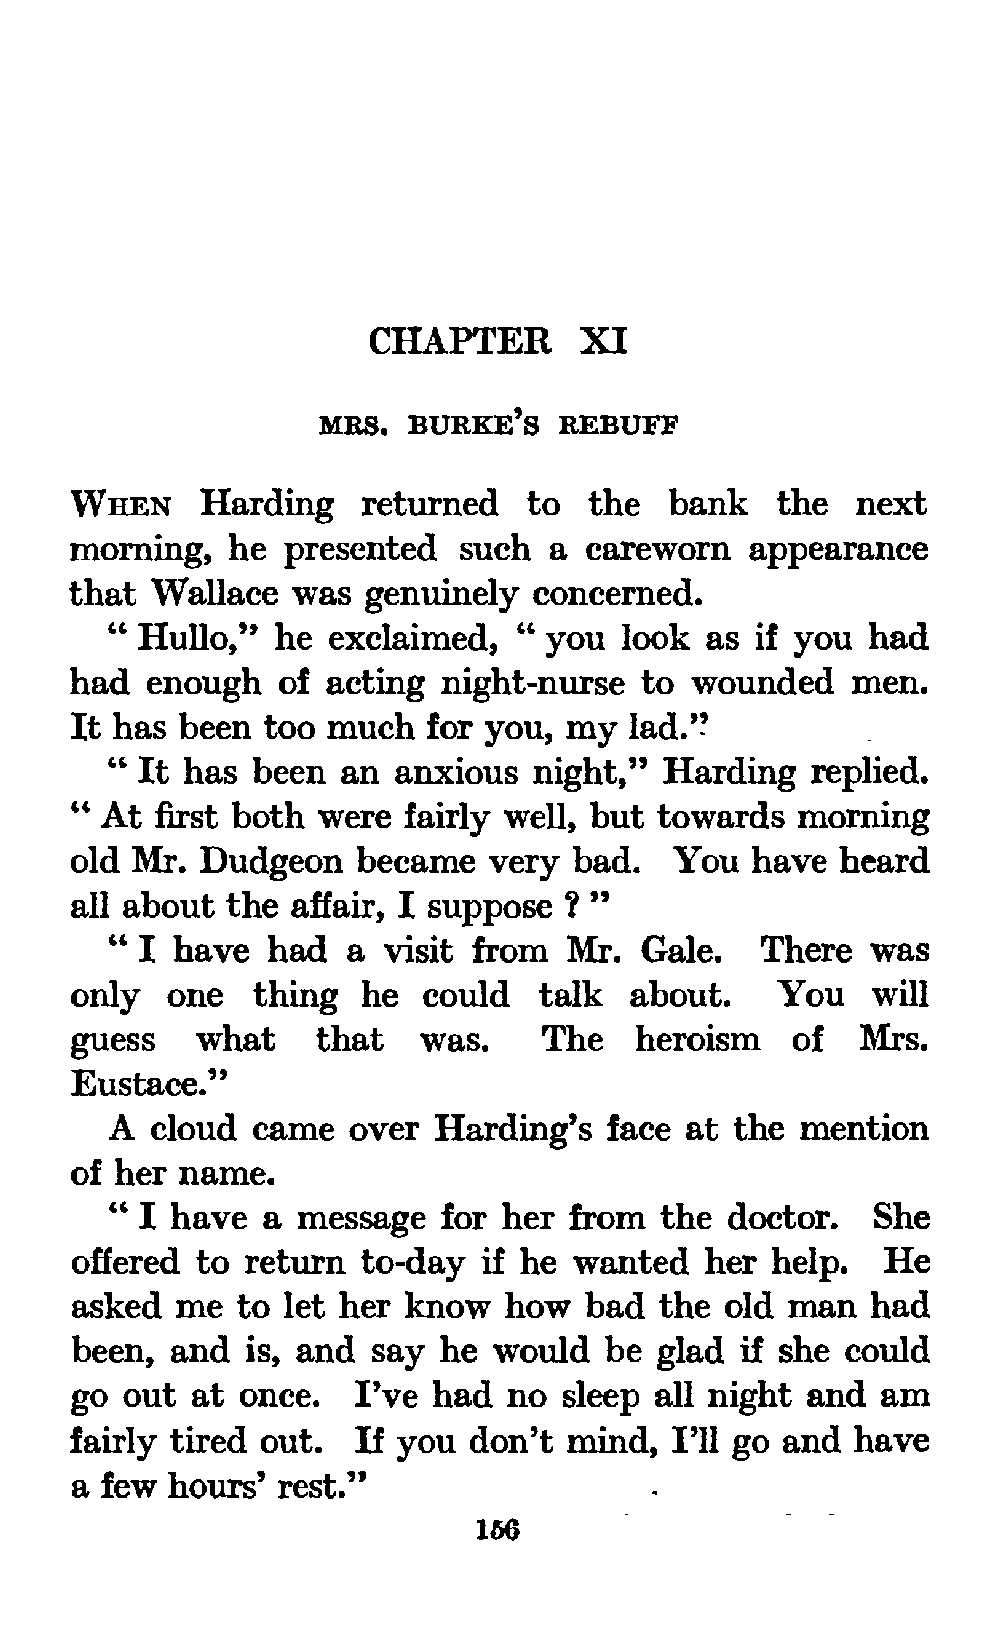 CHAPTER XI
MRS. BURKE'S REBUFF
WHEN Harding returned to the bank the next
morning, he presented such a careworn appearance
that Wallace was genuinely concerned.
“ Hullo,” he exclaimed, “ you look as if you had
had enough of acting night-nurse to wounded men.
It has been too much for you, my lad.”
“ It has been an anxious night,” Harding replied.
“ At first both were fairly well, but towards morning
old Mr. Dudgeon became very bad. You have heard
all about the affair, I suppose ? ”
“ I have had a visit from Mr. Gale. There was
only one thing he could talk about. You will
guess what that was. The heroism of Mrs.
Eustace.”
A cloud came over Harding's face at the mention
of her name.
“ I have a message for her from the doctor. She
offered to return to-day if he wanted her help. He
asked me to let her know how bad the old man had
been, and is, and say he would be glad if she could
go out at once. I've had no sleep all night and am
fairly tired out. If you don't mind, I'll go and have
a few hours' rest.”
156